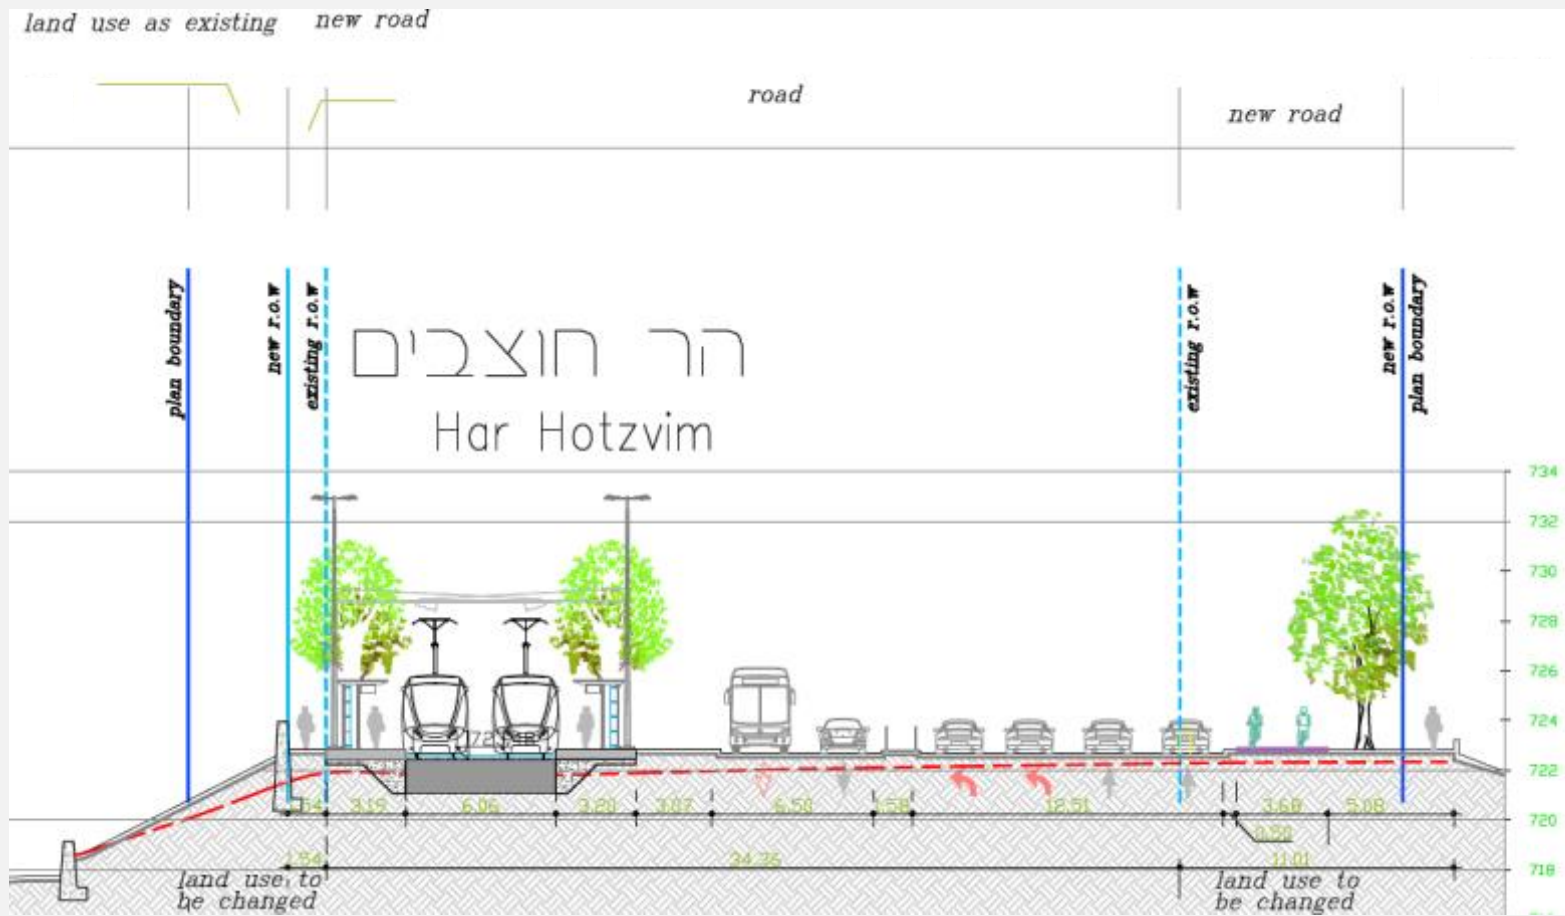 land use as existing
new road
road
new road
plan boundary
new r.o.w
existing r.o.w
existing r.o.w
new r.o.w
plan boundary
הר חוצבים
Har Hotzvim
734
732
730
728
726
724
722
720
718
3.19
6.06
3.20
3.07
6.50
12.51
3.60
5.08
0.50
34.36
11.01
land use to
be changed
land use to
be changed